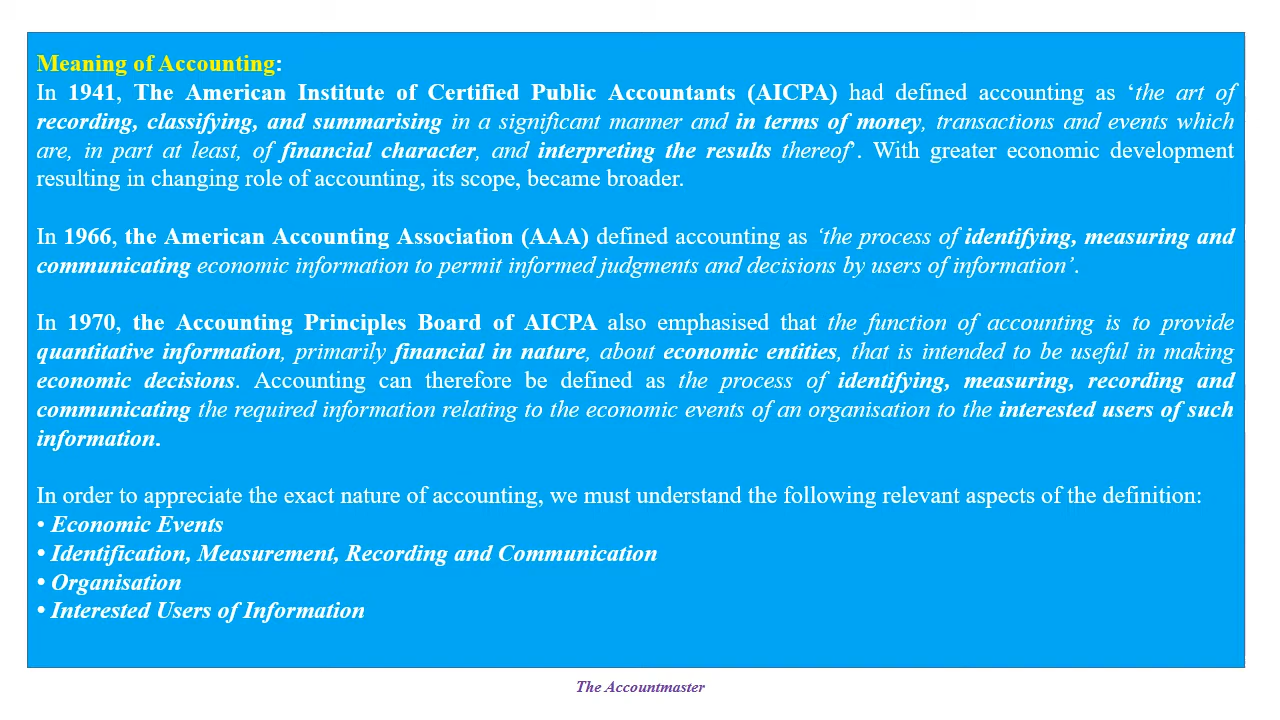 Meaning of Accounting:
In 1941, The American Institute of Certified Public Accountants (AICPA) had defined accounting as ‘the art of
recording, classifying, and summarising in a significant manner and in terms of money, transactions and events which
are, in part at least, of financial character, and interpreting the results thereof’. With greater economic development
resulting in changing role of accounting, its scope, became broader.
In 1966, the American Accounting Association (AAA) defined accounting as ‘the process of identifying, measuring and
communicating economic information to permit informed judgments and decisions by users of information’.
In 1970, the Accounting Principles Board of AICPA also emphasised that the function of accounting is to provide
quantitative information, primarily financial in nature, about economic entities, that is intended to be useful in making
economic decisions. Accounting can therefore be defined as the process of identifying, measuring, recording and
communicating the required information relating to the economic events of an organisation to the interested users of such
information.
In order to appreciate the exact nature of accounting, we must understand the following relevant aspects of the definition:
• Economic Events
• Identification, Measurement, Recording and Communication
• Organisation
• Interested Users of Information
The Accountmaster